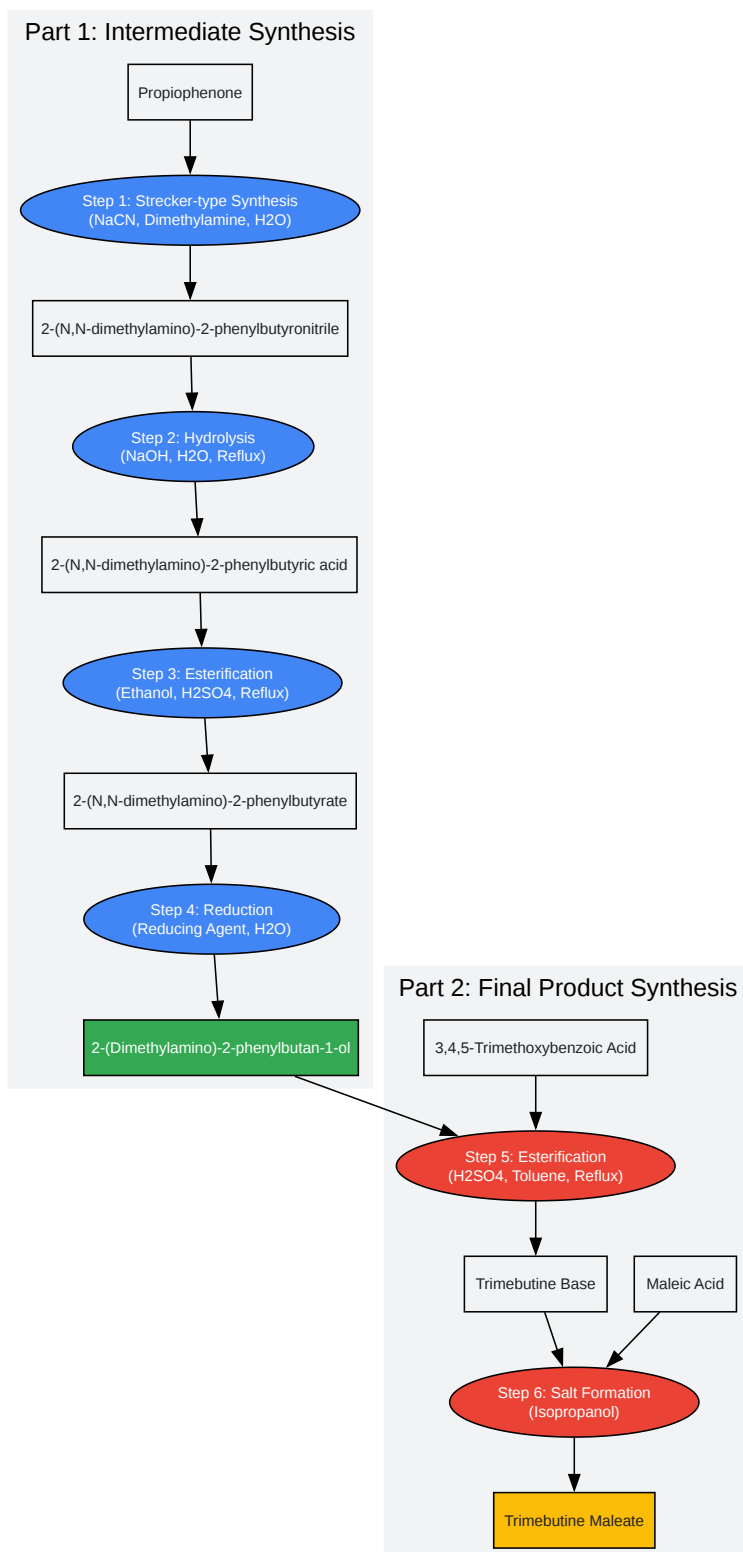 Part 1: Intermediate Synthesis
Propiophenone
Step 1: Strecker-type Synthesis
(NaCN, Dimethylamine, H2O)
2-(N,N-dimethylamino)-2-phenylbutyronitrile
Step 2: Hydrolysis
(NaOH, H2O, Reflux)
2-(N,N-dimethylamino)-2-phenylbutyric acid
Step 3: Esterification
(Ethanol, H2SO4, Reflux)
2-(N,N-dimethylamino)-2-phenylbutyrate
Step 4: Reduction
(Reducing Agent, H2O)
2-(Dimethylamino)-2-phenylbutan-1-ol
Part 2: Final Product Synthesis
3,4,5-Trimethoxybenzoic Acid
Step 5: Esterification
(H2SO4, Toluene, Reflux)
Trimebutine Base
Maleic Acid
Step 6: Salt Formation
(Isopropanol)
Trimebutine Maleate